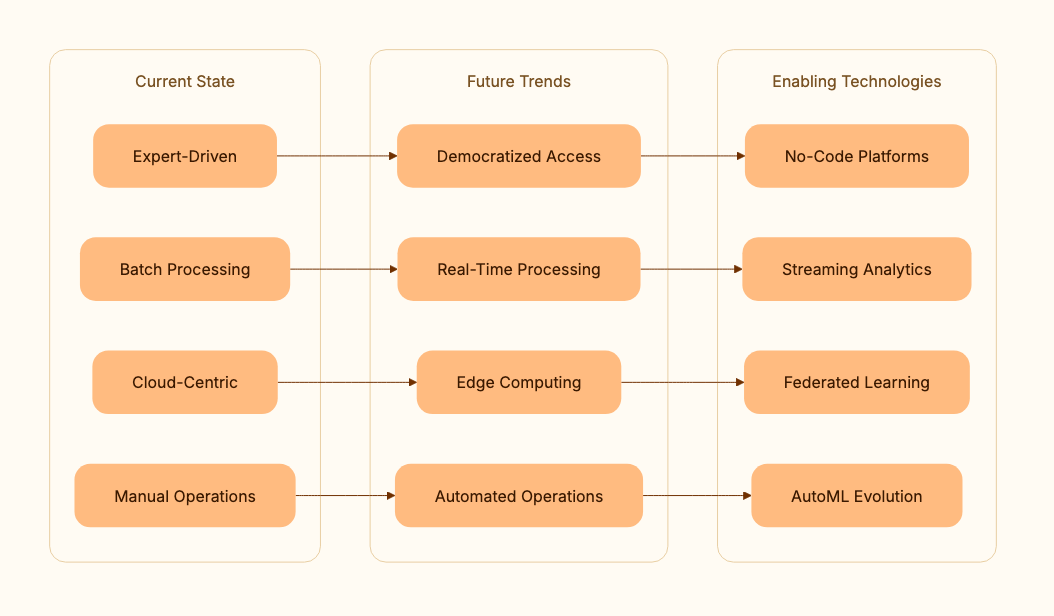 Current State
Future Trends
Enabling Technologies
Expert-Driven
Democratized Access
No-Code Platforms
Batch Processing
Real-Time Processing
Streaming Analytics
Cloud-Centric
Edge Computing
Federated Learning
Manual Operations
Automated Operations
AutoML Evolution